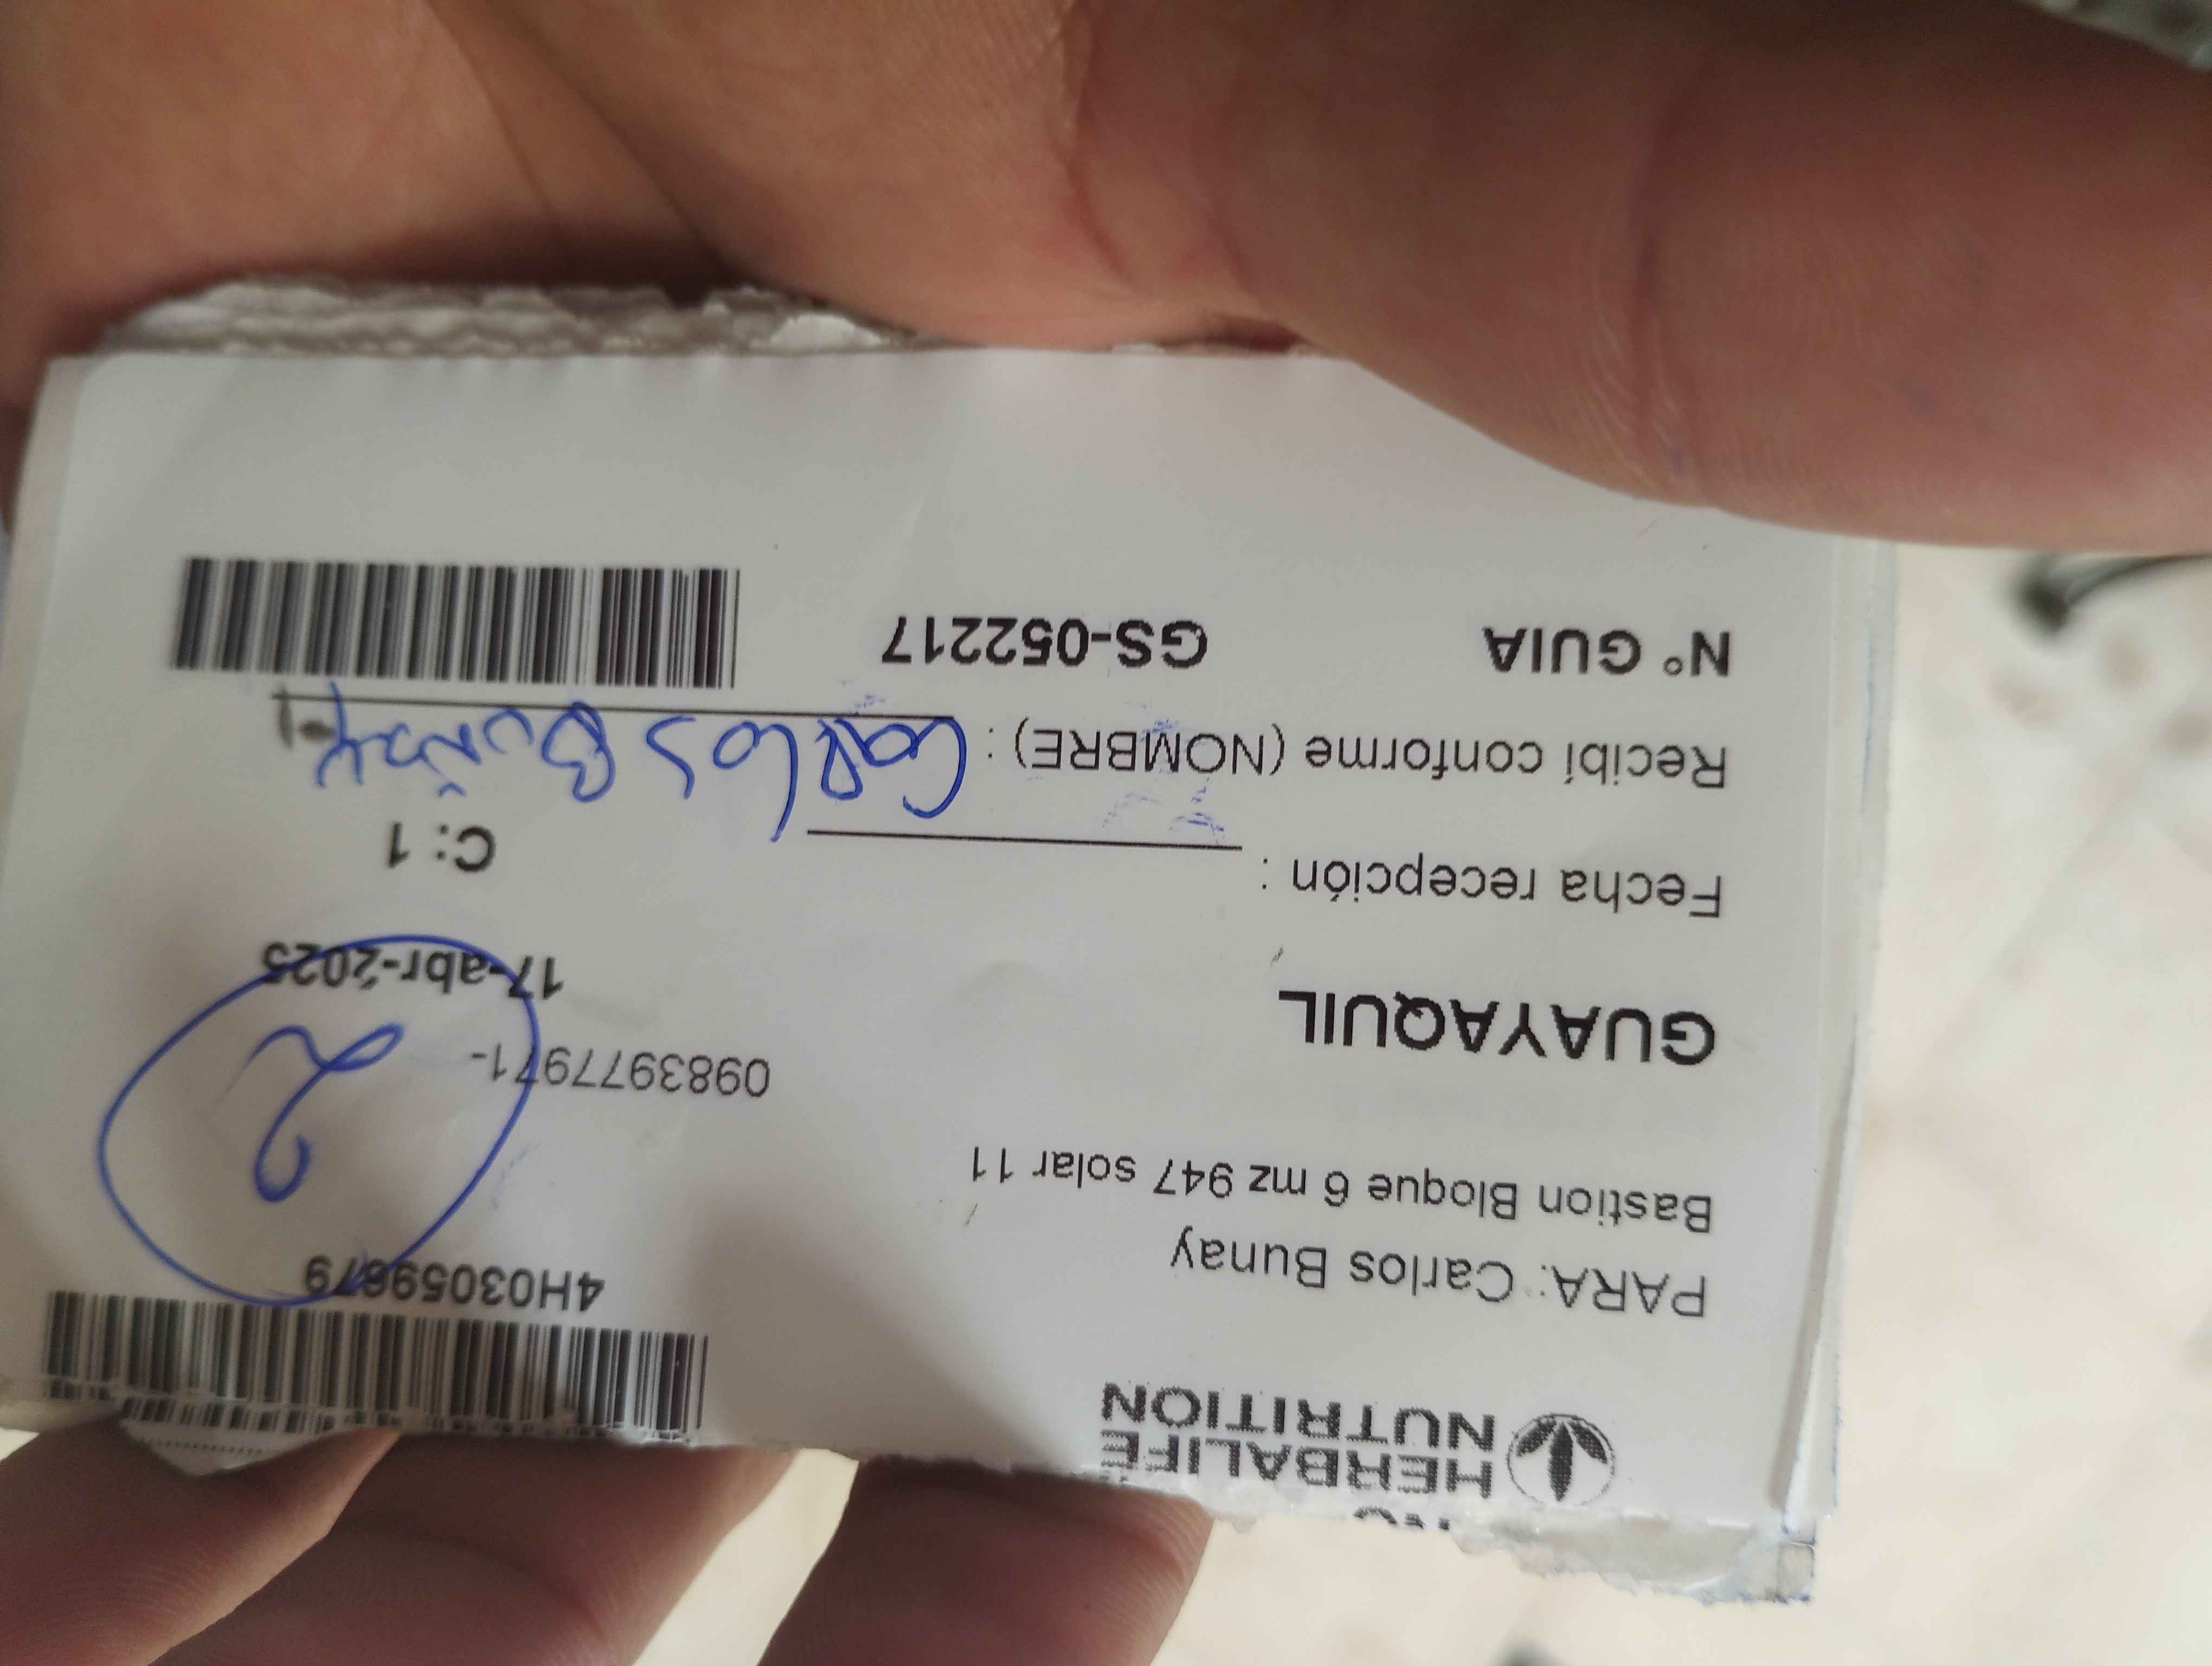 HERBALIFE
NUTRITION
4H03059679
PARA: Carlos Bunay
Bastion Bloque 6 mz 947 solar 11
0983977971-
2
GUAYAQUIL
17-abr-2025
Fecha recepción :
C: 1
Recibí conforme (NOMBRE) : Carlos Buñay
N° GUIA GS-052217